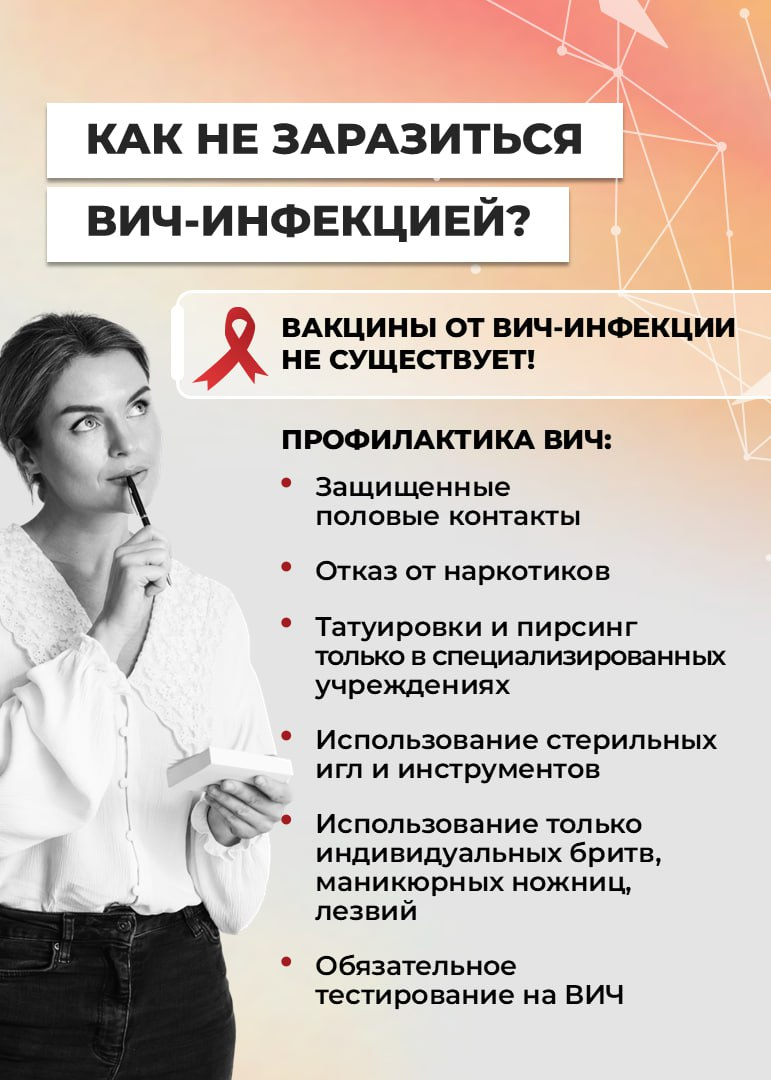 КАК НЕ ЗАРАЗИТЬСЯ
ВИЧ-ИНФЕКЦИЕЙ?
ВАКЦИНЫ ОТ ВИЧ-ИНФЕКЦИИ
НЕ СУЩЕСТВУЕТ!
ПРОФИЛАКТИКА ВИЧ:
• Защищенные
половые контакты
• Отказ от наркотиков
• Татуировки и пирсинг
только в специализированных
учреждениях
• Использование стерильных
игл и инструментов
• Использование только
индивидуальных бритв,
маникюрных ножниц,
лезвий
• Обязательное
тестирование на ВИЧ